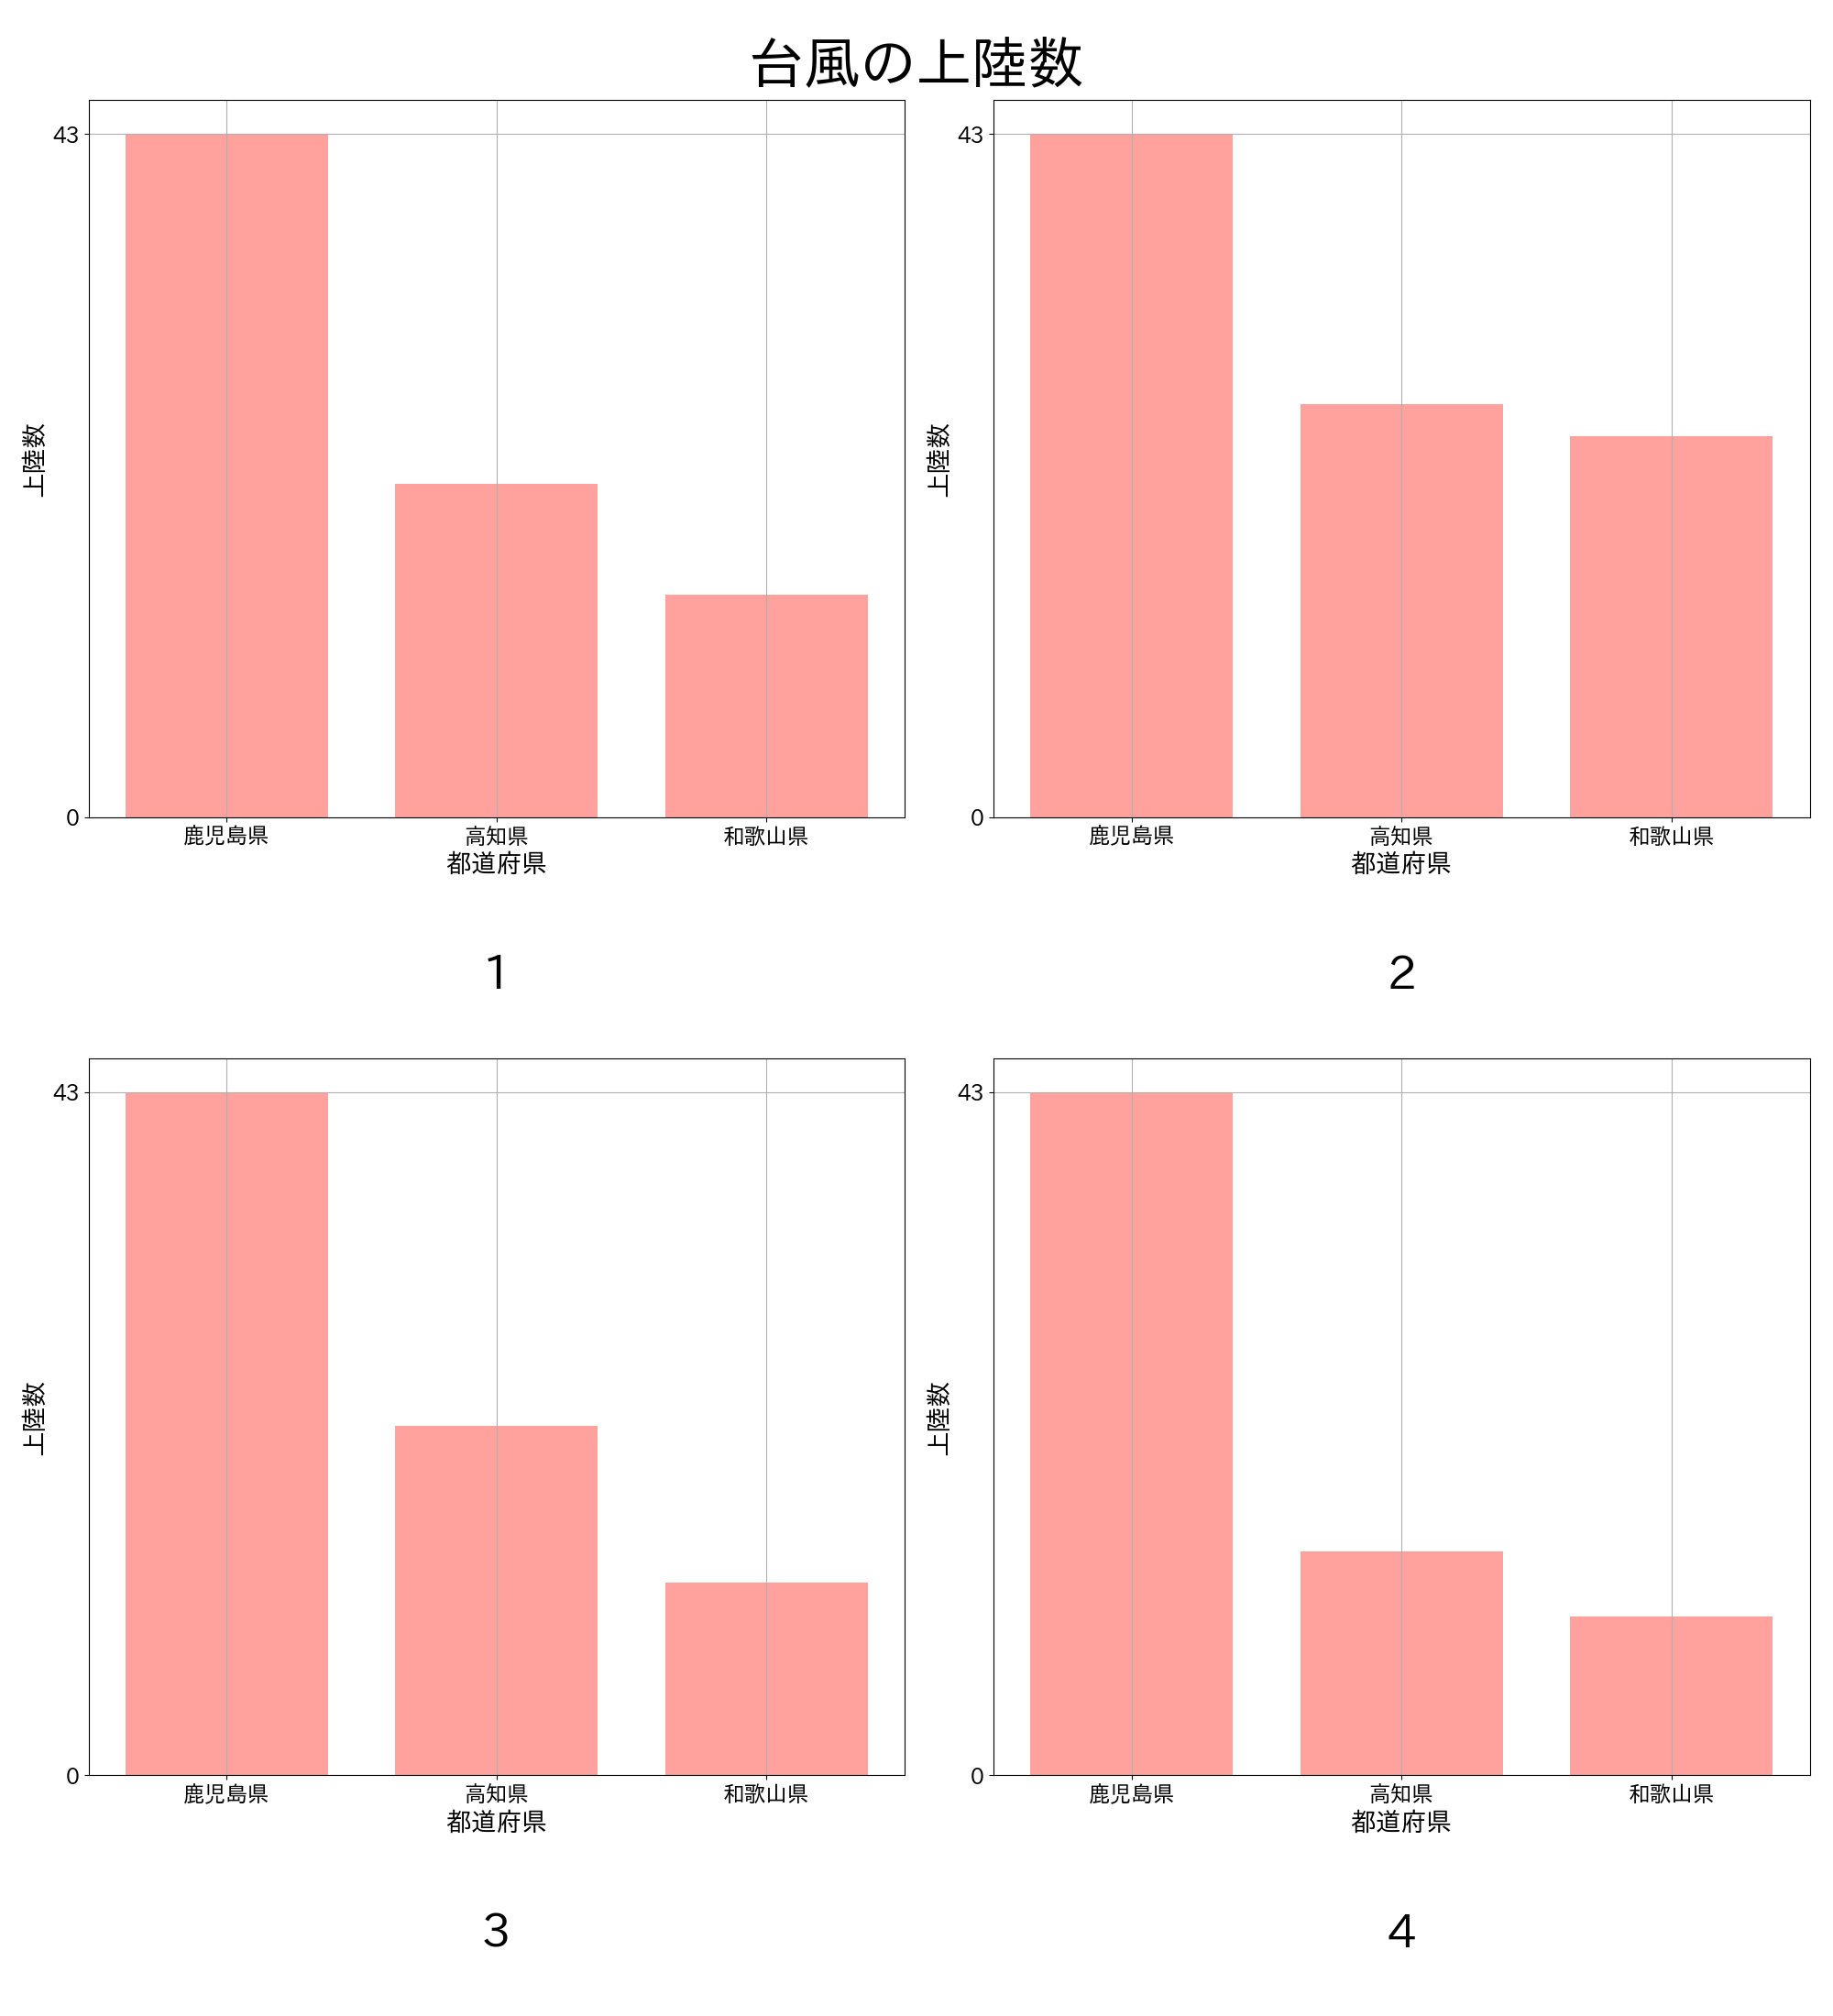 台風の上陸数
43
上陸数
0
鹿児島県 高知県 和歌山県
都道府県
1
43
上陸数
0
鹿児島県 高知県 和歌山県
都道府県
2
43
上陸数
0
鹿児島県 高知県 和歌山県
都道府県
3
43
上陸数
0
鹿児島県 高知県 和歌山県
都道府県
4